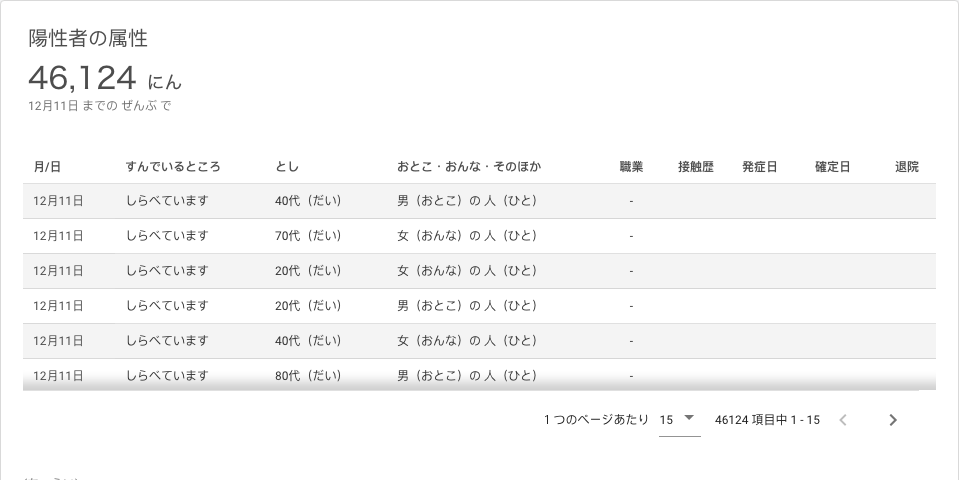 陽性者の属性
46,124 にん
12月11日 までの ぜんぶ で
月/日 すんでいるところ とし おとこ・おんな・そのほか 職業 接触歴 発症日 確定日 退院
12月11日 しらべています 40代（だい） 男（おとこ）の 人（ひと） -
12月11日 しらべています 70代（だい） 女（おんな）の 人（ひと） -
12月11日 しらべています 20代（だい） 女（おんな）の 人（ひと） -
12月11日 しらべています 20代（だい） 男（おとこ）の 人（ひと） -
12月11日 しらべています 40代（だい） 女（おんな）の 人（ひと） -
12月11日 しらべています 80代（だい） 男（おとこ）の 人（ひと） -
1 つのページあたり 15 46124 項目中 1 - 15